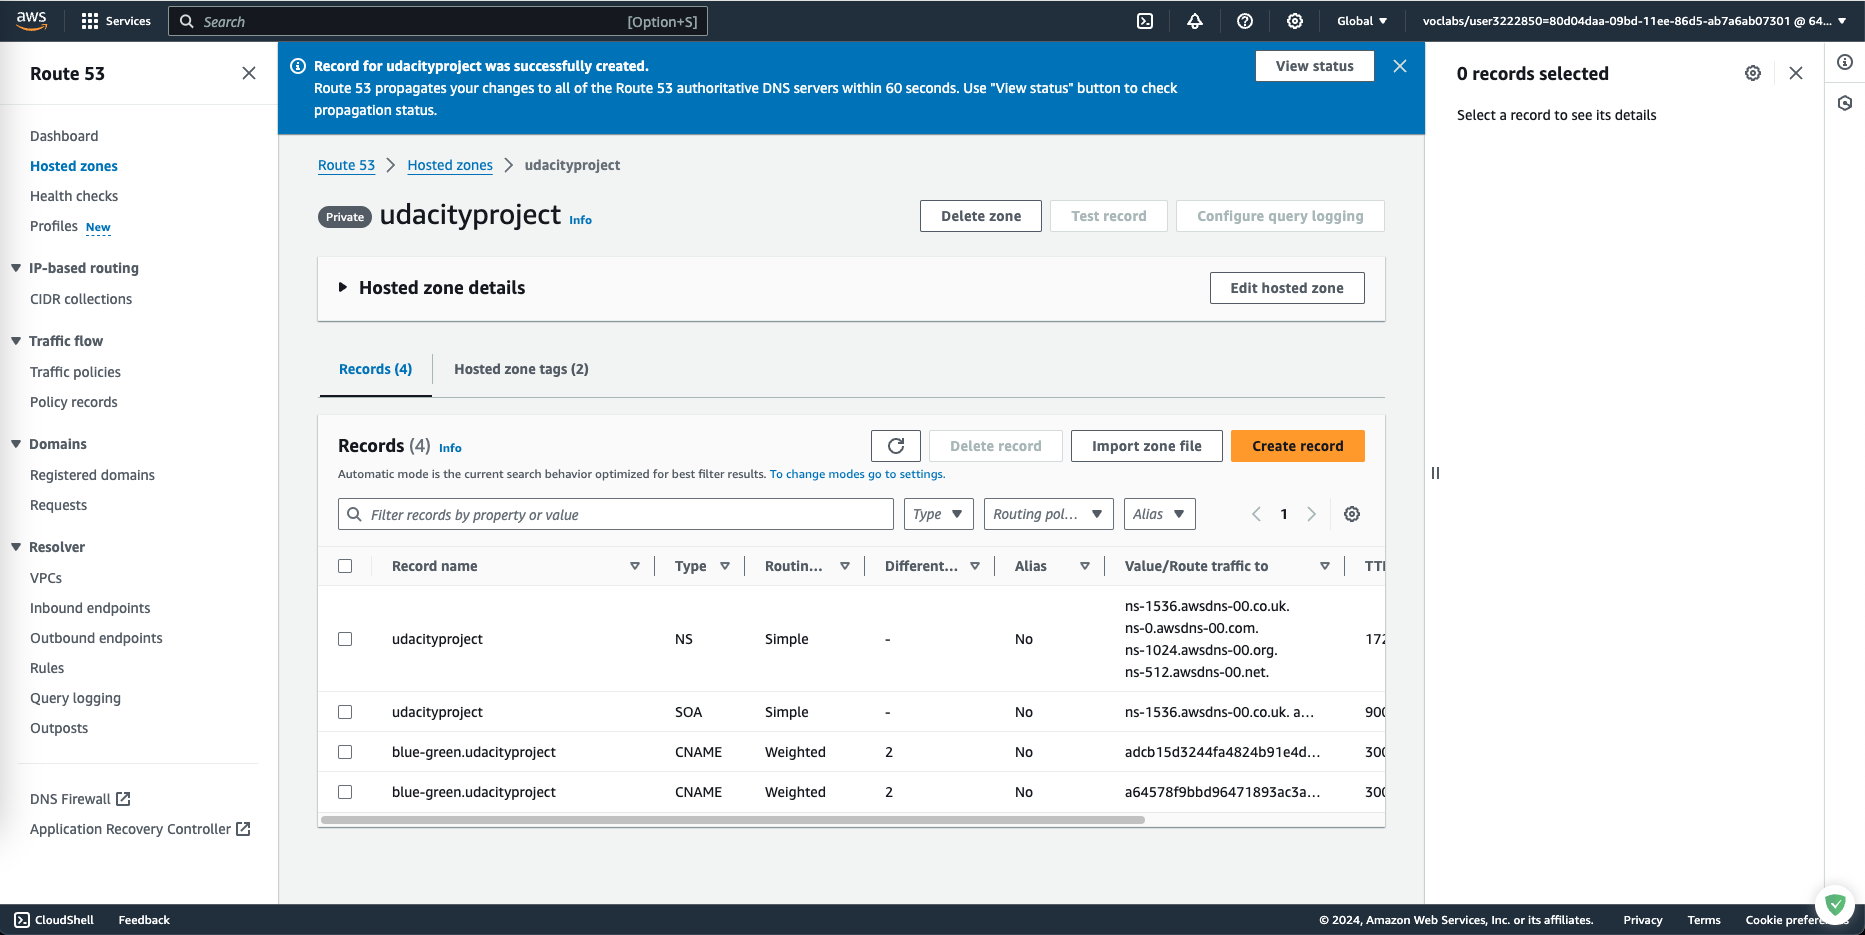 aws
Services
Search
[Option+S]
Global
voclabs/user3222850=80d04daa-09bd-11ee-86d5-ab7a6ab07301 @ 64...
Route 53
Dashboard
Hosted zones
Health checks
Profiles New
IP-based routing
CIDR collections
Traffic flow
Traffic policies
Policy records
Domains
Registered domains
Requests
Resolver
VPCs
Inbound endpoints
Outbound endpoints
Rules
Query logging
Outposts
DNS Firewall
Application Recovery Controller
Record for udacityproject was successfully created.
Route 53 propagates your changes to all of the Route 53 authoritative DNS servers within 60 seconds. Use "View status" button to check
propagation status.
View status
Route 53
Hosted zones
udacityproject
Private udacityproject Info
Delete zone
Test record
Configure query logging
Hosted zone details
Edit hosted zone
Records (4)
Hosted zone tags (2)
Records (4) Info
Delete record
Import zone file
Create record
Automatic mode is the current search behavior optimized for best filter results. To change modes go to settings.
Filter records by property or value
Type
Routing pol...
Alias
1
Record name Type Routin... Different... Alias Value/Route traffic to TTL
udacityproject NS Simple - No ns-1536.awsdns-00.co.uk.
ns-0.awsdns-00.com.
ns-1024.awsdns-00.org.
ns-512.awsdns-00.net.
172
udacityproject SOA Simple - No ns-1536.awsdns-00.co.uk. a... 900
blue-green.udacityproject CNAME Weighted 2 No adcb15d3244fa4824b91e4d... 300
blue-green.udacityproject CNAME Weighted 2 No a64578f9bbd96471893ac3a... 300
0 records selected
Select a record to see its details
CloudShell
Feedback
© 2024, Amazon Web Services, Inc. or its affiliates.
Privacy
Terms
Cookie prefer